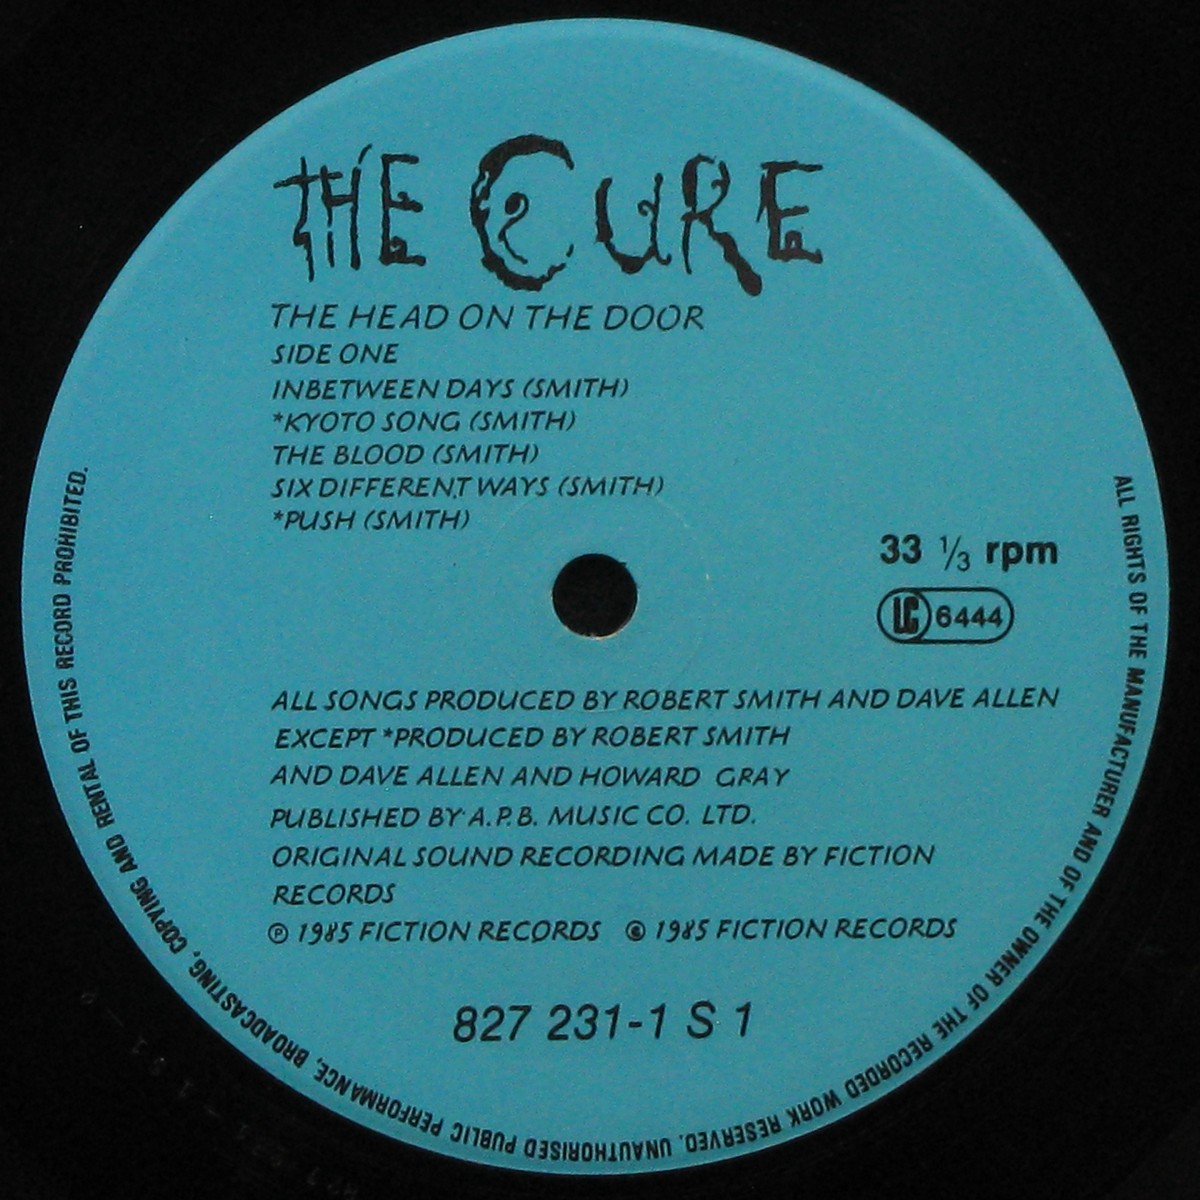 THE CURE
THE HEAD ON THE DOOR
SIDE ONE
INBETWEEN DAYS (SMITH)
*KYOTO SONG (SMITH)
THE BLOOD (SMITH)
SIX DIFFERENT WAYS (SMITH)
*PUSH (SMITH)
33 1/3 rpm
LC 6444
ALL SONGS PRODUCED BY ROBERT SMITH AND DAVE ALLEN
EXCEPT *PRODUCED BY ROBERT SMITH
AND DAVE ALLEN AND HOWARD GRAY
PUBLISHED BY A.P.B. MUSIC CO. LTD.
ORIGINAL SOUND RECORDING MADE BY FICTION
RECORDS
℗ 1985 FICTION RECORDS © 1985 FICTION RECORDS
827 231-1 S 1
ALL RIGHTS OF THE MANUFACTURER AND OF THE OWNER OF THE RECORDED WORK RESERVED. UNAUTHORISED PUBLIC PERFORMANCE, BROADCASTING, COPYING AND RENTAL OF THIS RECORD PROHIBITED.